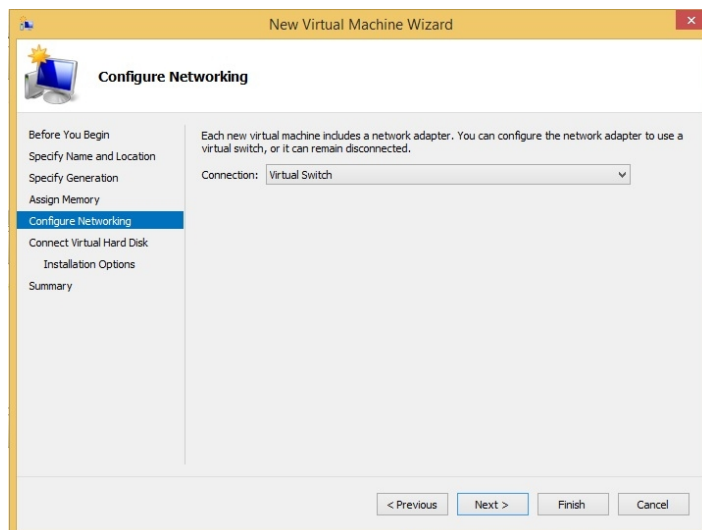 New Virtual Machine Wizard
Configure Networking
Before You Begin
Specify Name and Location
Specify Generation
Assign Memory
Configure Networking
Connect Virtual Hard Disk
Installation Options
Summary
Each new virtual machine includes a network adapter. You can configure the network adapter to use a
virtual switch, or it can remain disconnected.
Connection: Virtual Switch
< Previous Next > Finish Cancel